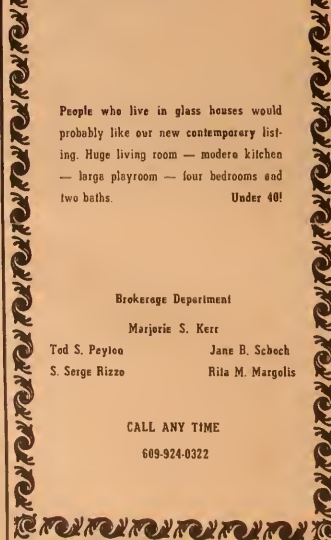 People who live in glass houses would
probably like our new contemporary list-
ing. Huge living room — modern kitchen
— large playroom — four bedrooms and
two baths. Under 40!
Brokerage Department
Marjorie S. Kerr
Tod S. Peyton Jane B. Schoch
S. Serge Rizzo Rita M. Margolis
CALL ANY TIME
609-924-0322